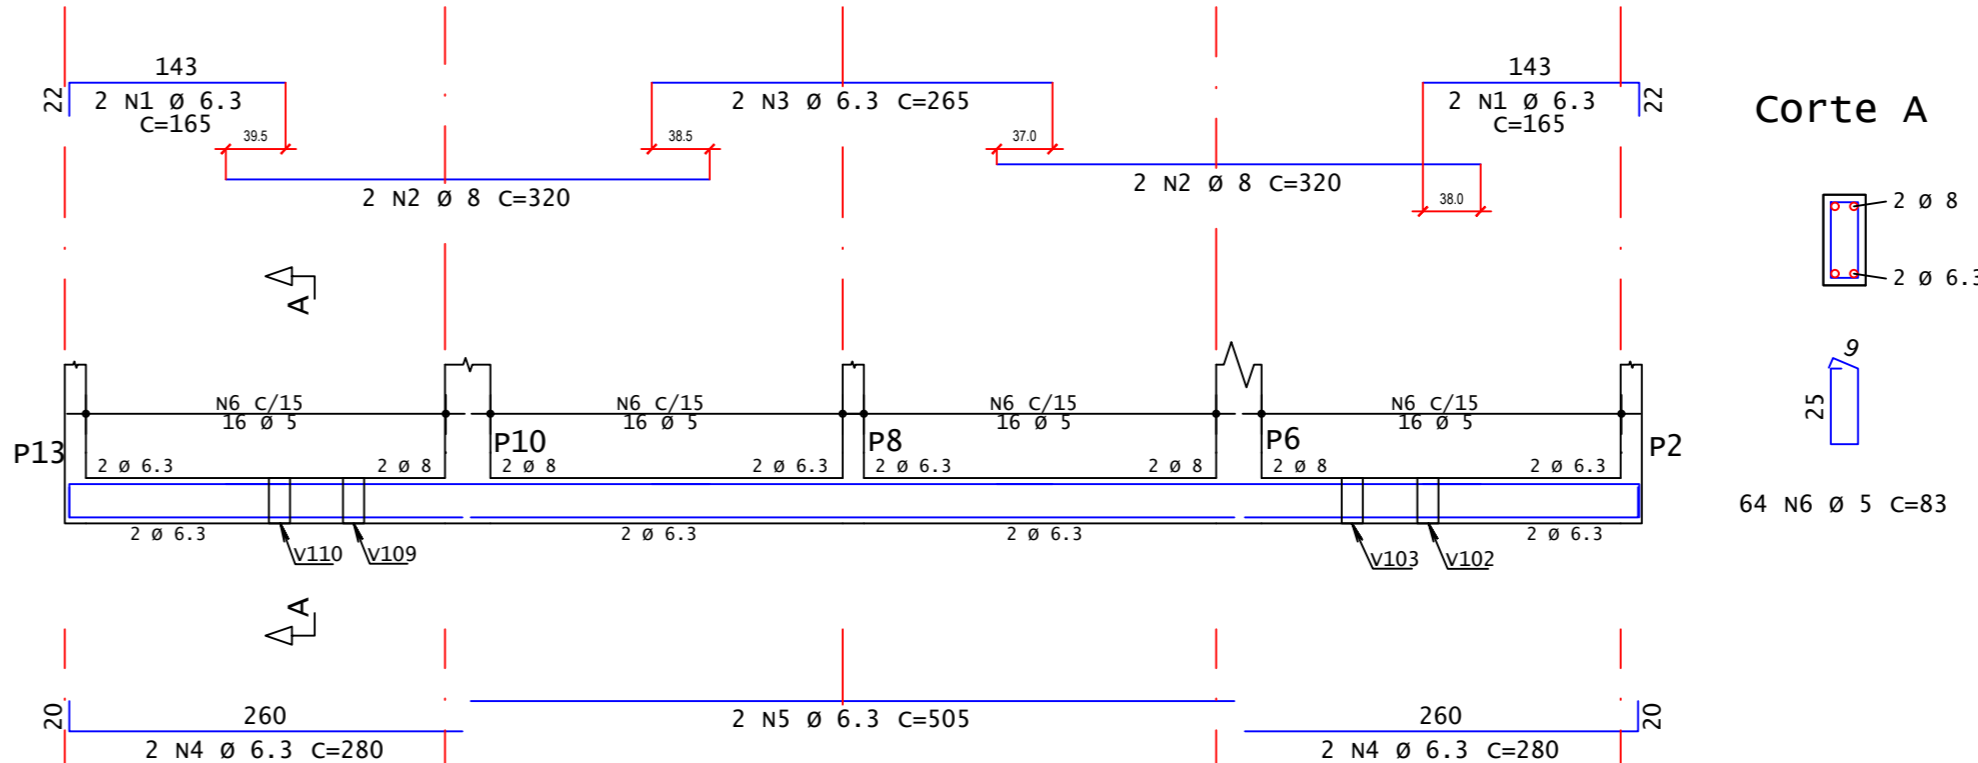 143
22
2 N1 Ø 6.3
C=165
39.5
2 N3 Ø 6.3 C=265
38.5
37.0
143
22
2 N1 Ø 6.3
C=165
38.0
2 N2 Ø 8 C=320
2 N2 Ø 8 C=320
Corte A
2 Ø 8
2 Ø 6.3
A
N6 C/15
16 Ø 5
N6 C/15
16 Ø 5
N6 C/15
16 Ø 5
N6 C/15
16 Ø 5
9
25
P13
P10
P8
P6
P2
2 Ø 6.3
2 Ø 8
2 Ø 8
2 Ø 6.3
2 Ø 6.3
2 Ø 8
2 Ø 8
2 Ø 6.3
64 N6 Ø 5 C=83
2 Ø 6.3
2 Ø 6.3
2 Ø 6.3
2 Ø 6.3
V110
V109
V103
V102
A
20
260
2 N4 Ø 6.3 C=280
2 N5 Ø 6.3 C=505
260
20
2 N4 Ø 6.3 C=280